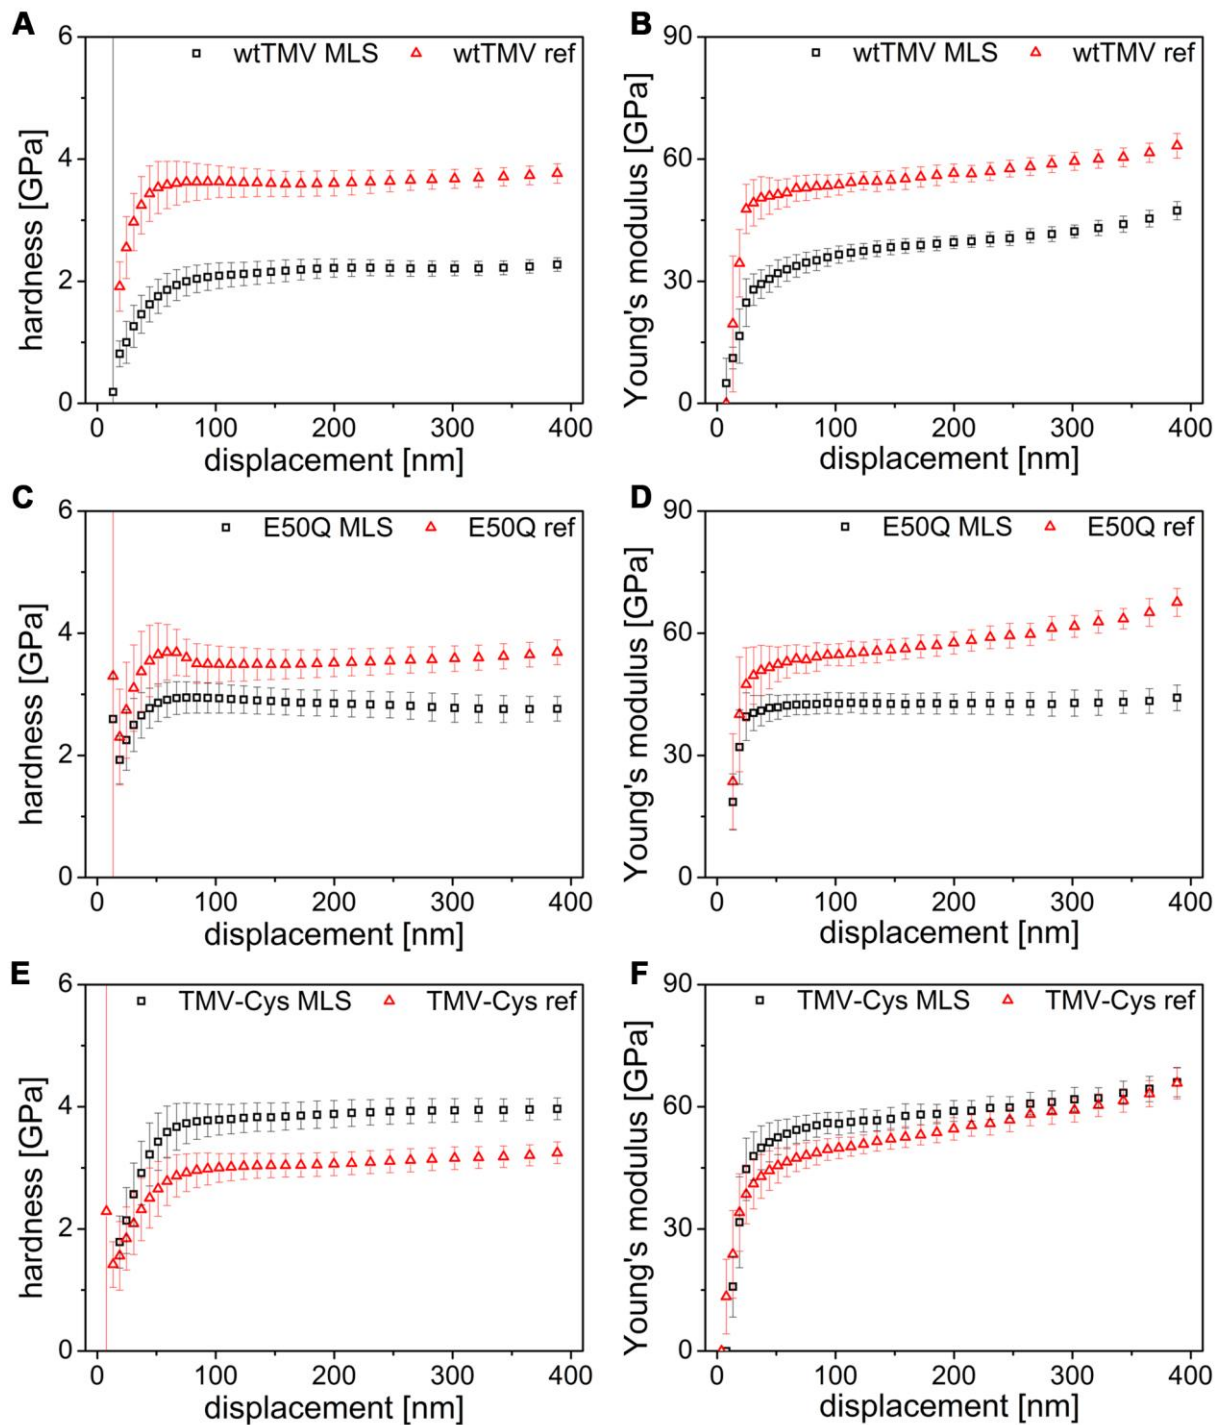 A
wtTMV MLS wtTMV ref
hardness [GPa]
6
4
2
0
0 100 200 300 400
displacement [nm]
B
wtTMV MLS wtTMV ref
Young's modulus [GPa]
90
60
30
0
0 100 200 300 400
displacement [nm]
C
E50Q MLS E50Q ref
hardness [GPa]
6
4
2
0
0 100 200 300 400
displacement [nm]
D
E50Q MLS E50Q ref
Young's modulus [GPa]
90
60
30
0
0 100 200 300 400
displacement [nm]
E
TMV-Cys MLS TMV-Cys ref
hardness [GPa]
6
4
2
0
0 100 200 300 400
displacement [nm]
F
TMV-Cys MLS TMV-Cys ref
Young's modulus [GPa]
90
60
30
0
0 100 200 300 400
displacement [nm]